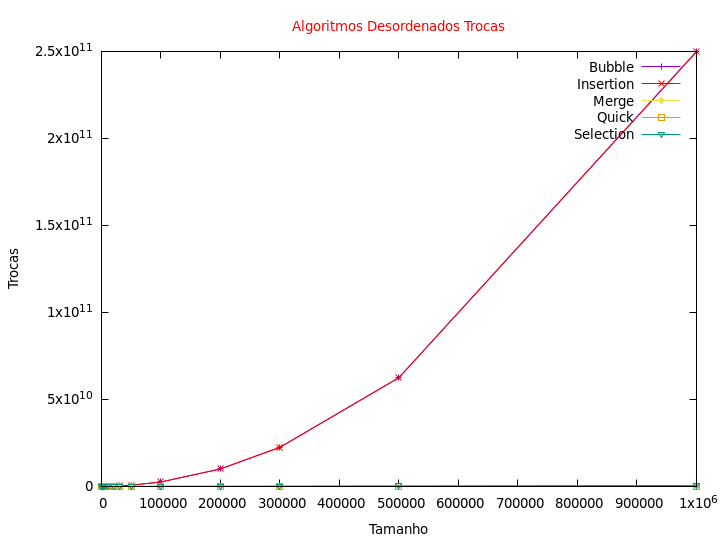 Algoritmos Desordenados Trocas
2.5x10^11
2x10^11
1.5x10^11
1x10^11
5x10^10
0
Trocas
Bubble
Insertion
Merge
Quick
Selection
0 100000 200000 300000 400000 500000 600000 700000 800000 900000 1x10^6
Tamanho